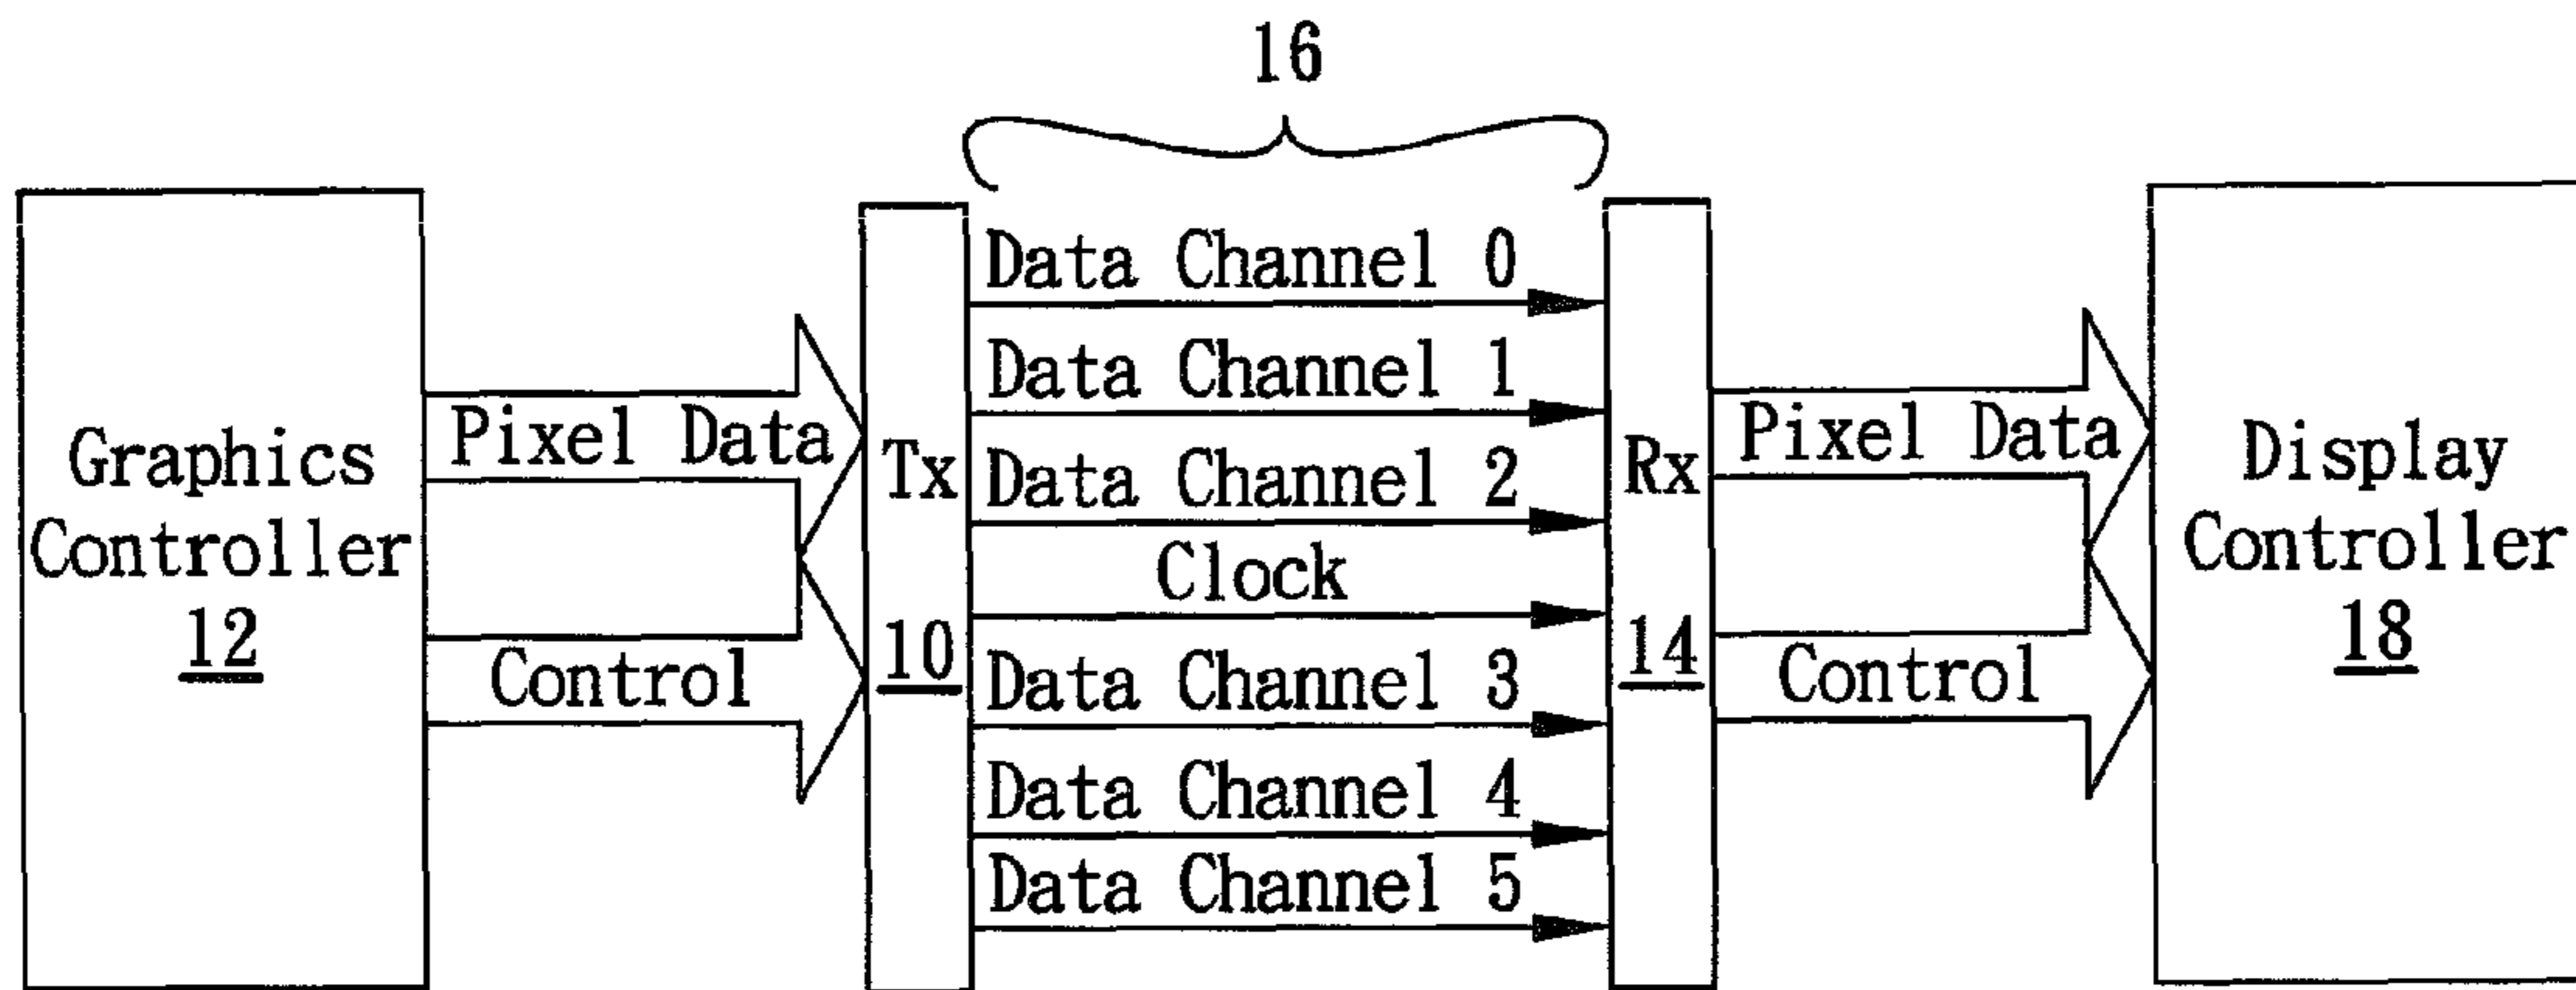 16
Graphics
Controller
12
Pixel Data
Control
Tx
10
Data Channel 0
Data Channel 1
Data Channel 2
Clock
Data Channel 3
Data Channel 4
Data Channel 5
Rx
14
Pixel Data
Control
Display
Controller
18